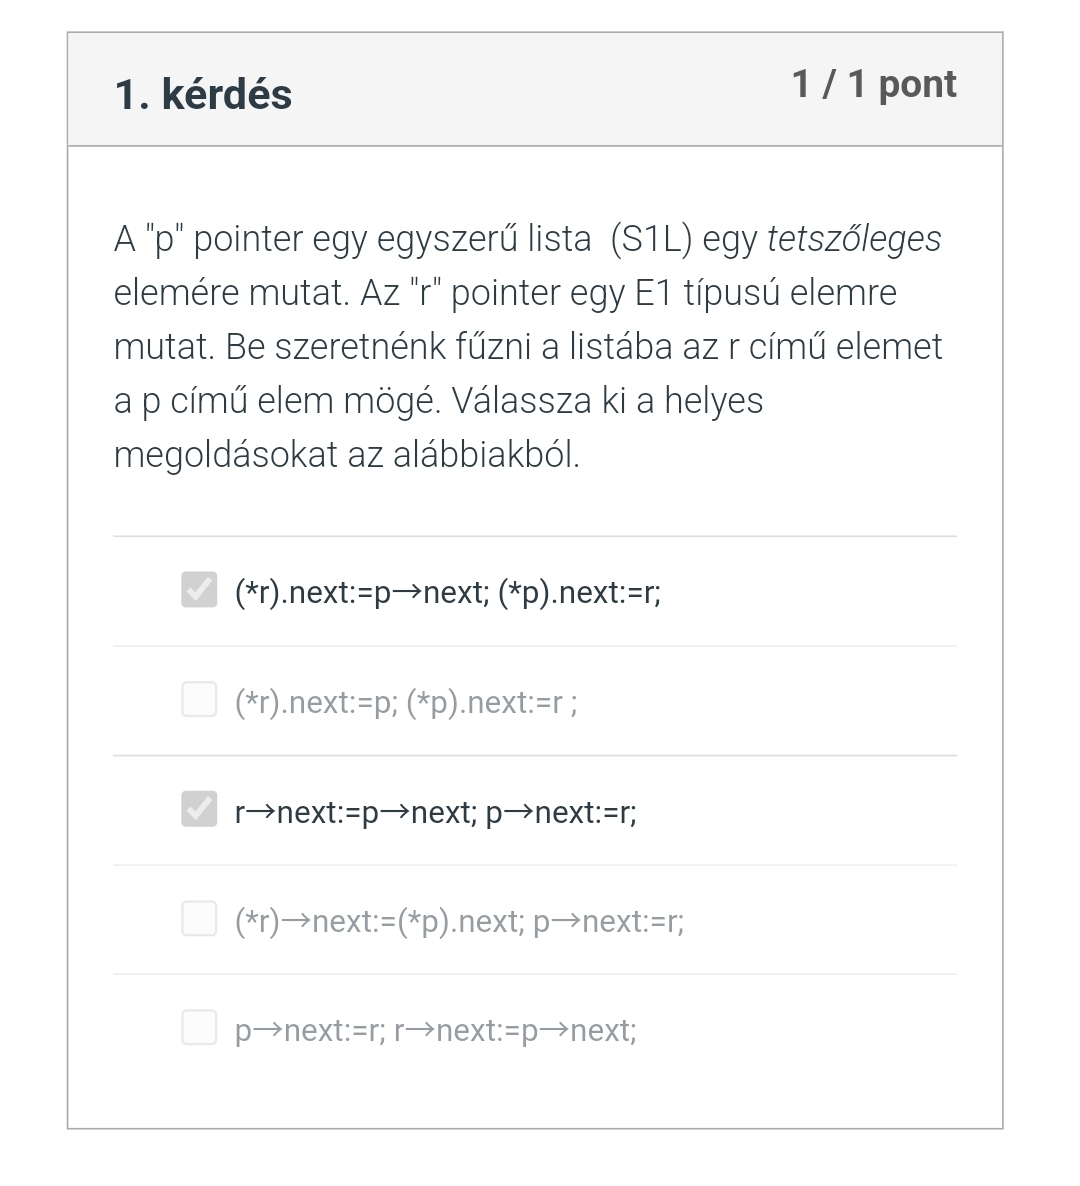 1. kérdés
1 / 1 pont
A "p" pointer egy egyszerű lista  (S1L) egy tetszőleges
elemére mutat. Az "r" pointer egy E1 típusú elemre
mutat. Be szeretnénk fűzni a listába az r című elemet
a p című elem mögé. Válassza ki a helyes
megoldásokat az alábbiakból.
(*r).next:=p→next; (*p).next:=r;
(*r).next:=p; (*p).next:=r ;
r→next:=p→next; p→next:=r;
(*r)→next:=(*p).next; p→next:=r;
p→next:=r; r→next:=p→next;